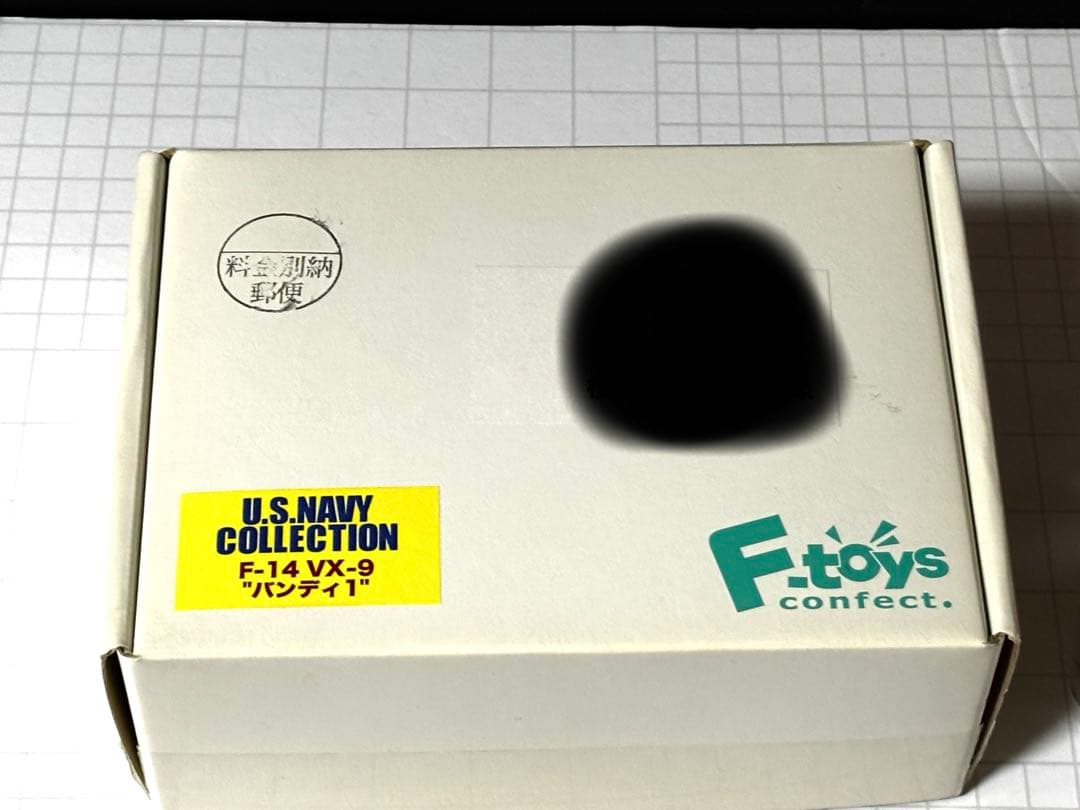 料金別納
郵便
U.S.NAVY
COLLECTION
F-14 VX-9
"バンディ1"
F-toys
confect.